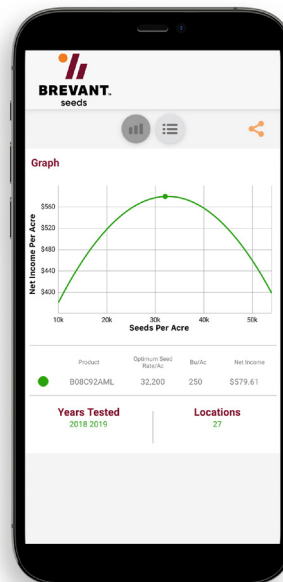 BREVANT™
seeds
Graph
Net Income Per Acre
$560
$520
$480
$440
$400
10k 20k 30k 40k 50k
Seeds Per Acre
Product Optimum Seed Rate/Ac Bu/Ac Net Income
B08C92AML 32,200 250 $579.61
Years Tested Locations
2018 2019 27